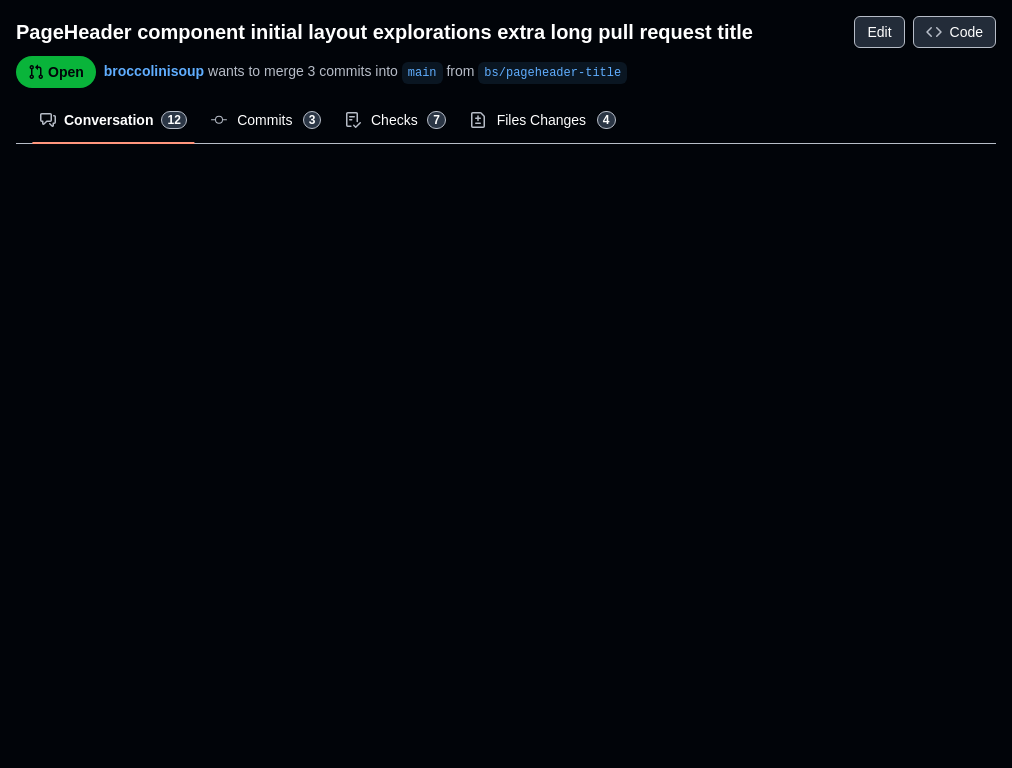 PageHeader component initial layout explorations extra long pull request title Edit Code
Open broccolinisoup wants to merge 3 commits into main from bs/pageheader-title
Conversation 12 Commits 3 Checks 7 Files Changes 4